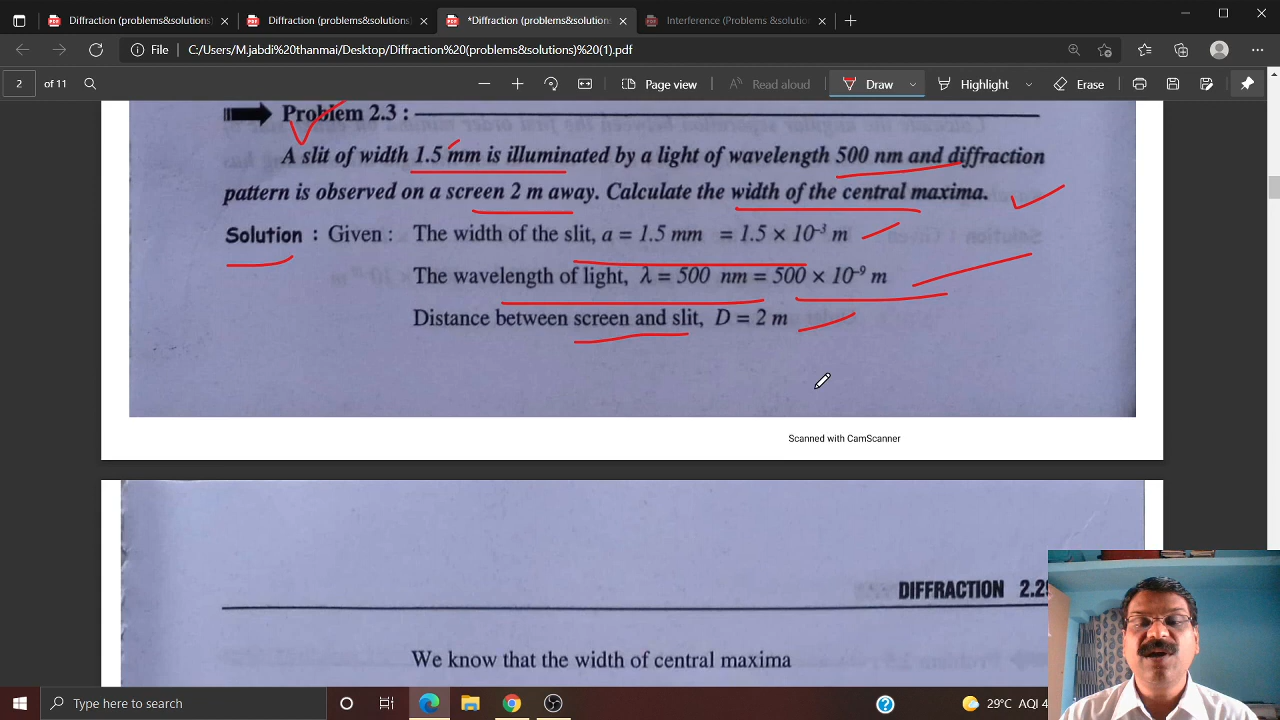 Diffraction (problems&solutions)
Diffraction (problems&solutions)
*Diffraction (problems&solution
Interference (Problems &solution
File
C:/Users/M.jabdi%20thanmai/Desktop/Diffraction%20(problems&solutions)%20(1).pdf
2 of 11
Page view
Read aloud
Draw
Highlight
Erase
Problem 2.3 :
A slit of width 1.5 mm is illuminated by a light of wavelength 500 nm and diffraction
pattern is observed on a screen 2 m away. Calculate the width of the central maxima.
Solution : Given : The width of the slit, a = 1.5 mm = 1.5 × 10⁻³ m
The wavelength of light, λ = 500 nm = 500 × 10⁻⁹ m
Distance between screen and slit, D = 2 m
Scanned with CamScanner
DIFFRACTION 2.29
We know that the width of central maxima
Type here to search
29°C AQI 4